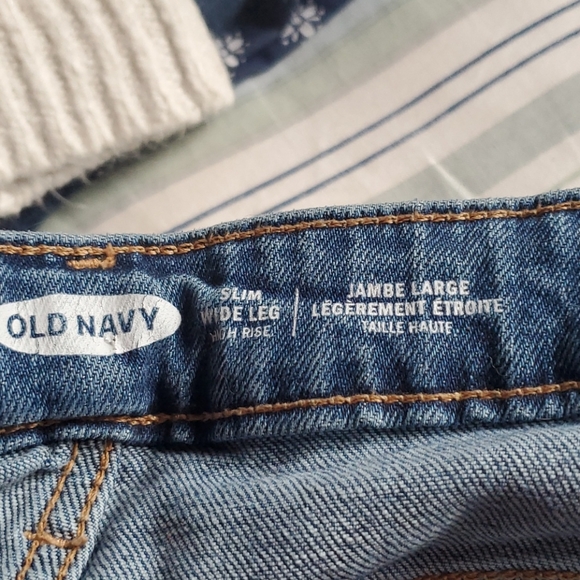 OLD NAVY
SLIM
WIDE LEG
HIGH RISE
JAMBE LARGE
LÉGÈREMENT ÉTROITE
TAILLE HAUTE